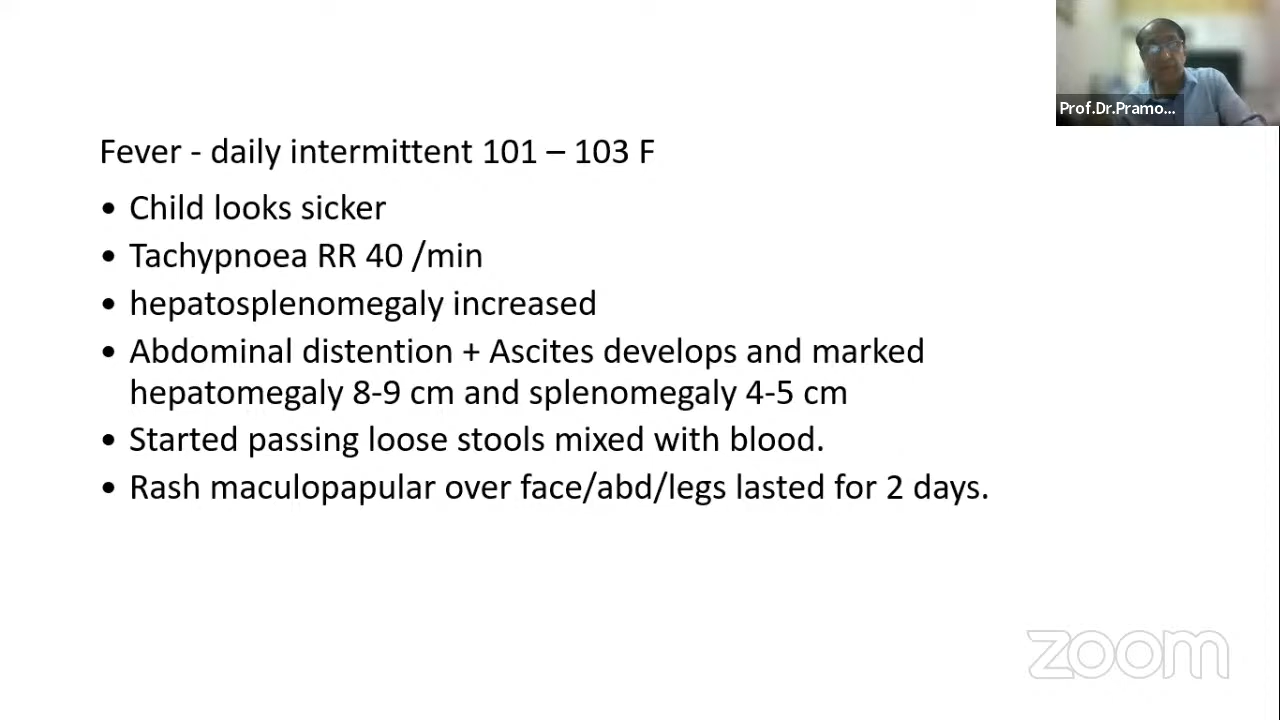 Prof.Dr.Pramo...
Fever - daily intermittent 101 – 103 F
• Child looks sicker
• Tachypnoea RR 40 /min
• hepatosplenomegaly increased
• Abdominal distention + Ascites develops and marked
hepatomegaly 8-9 cm and splenomegaly 4-5 cm
• Started passing loose stools mixed with blood.
• Rash maculopapular over face/abd/legs lasted for 2 days.
zoom